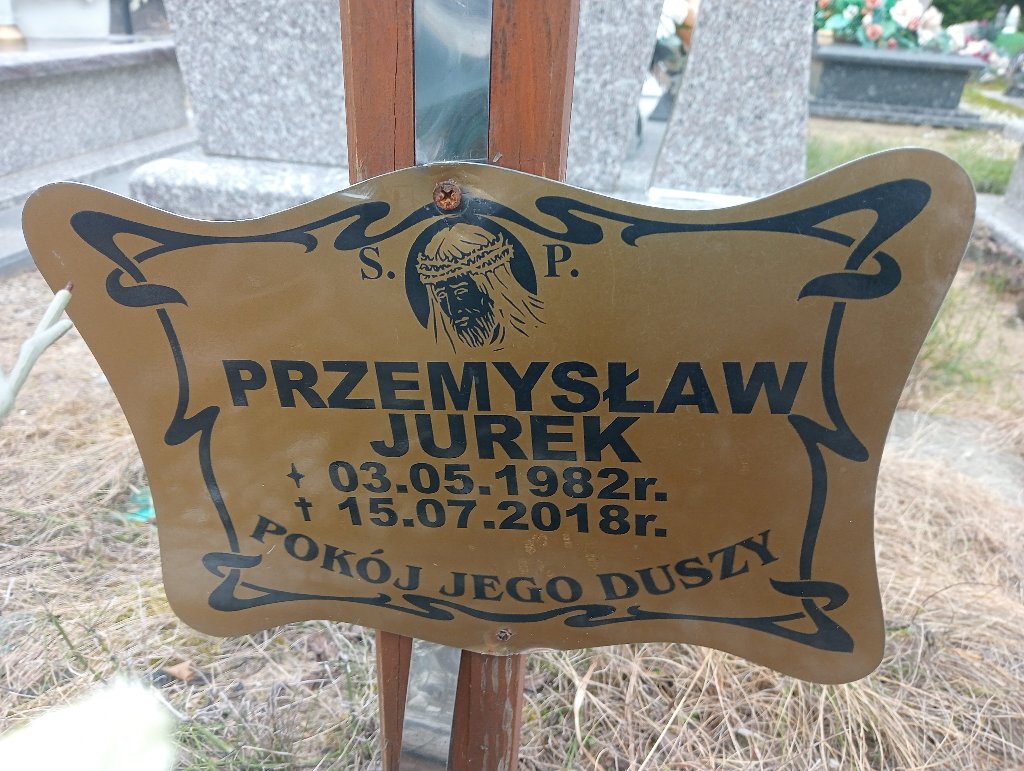 S. P.
PRZEMYSŁAW
JUREK
03.05.1982r.
† 15.07.2018r.
POKÓJ JEGO DUSZY